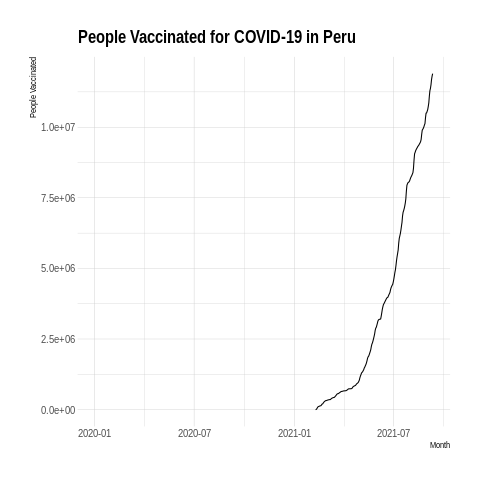 People Vaccinated for COVID-19 in Peru
People Vaccinated
1.0e+07
7.5e+06
5.0e+06
2.5e+06
0.0e+00
2020-01
2020-07
2021-01
2021-07
Month